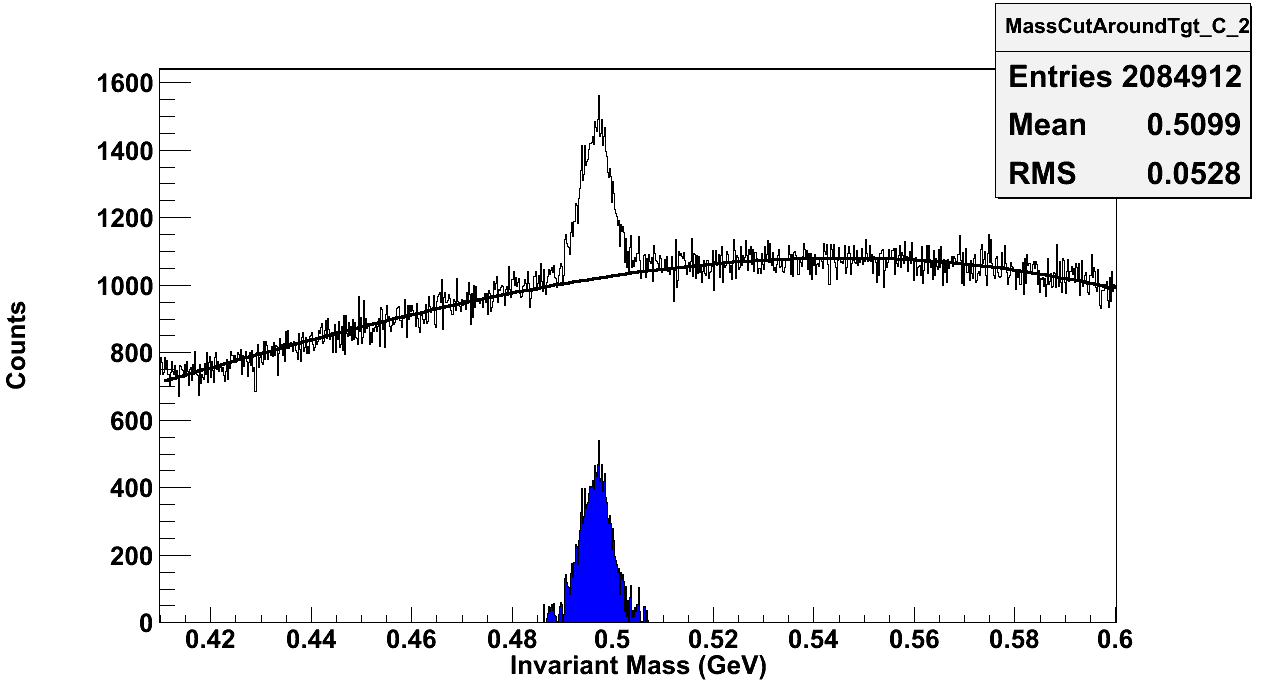 MassCutAroundTgt_C_2
Entries 2084912
Mean 0.5099
RMS 0.0528
1600
1400
1200
1000
800
600
400
200
0
Counts
0.42 0.44 0.46 0.48 0.5 0.52 0.54 0.56 0.58 0.6
Invariant Mass (GeV)